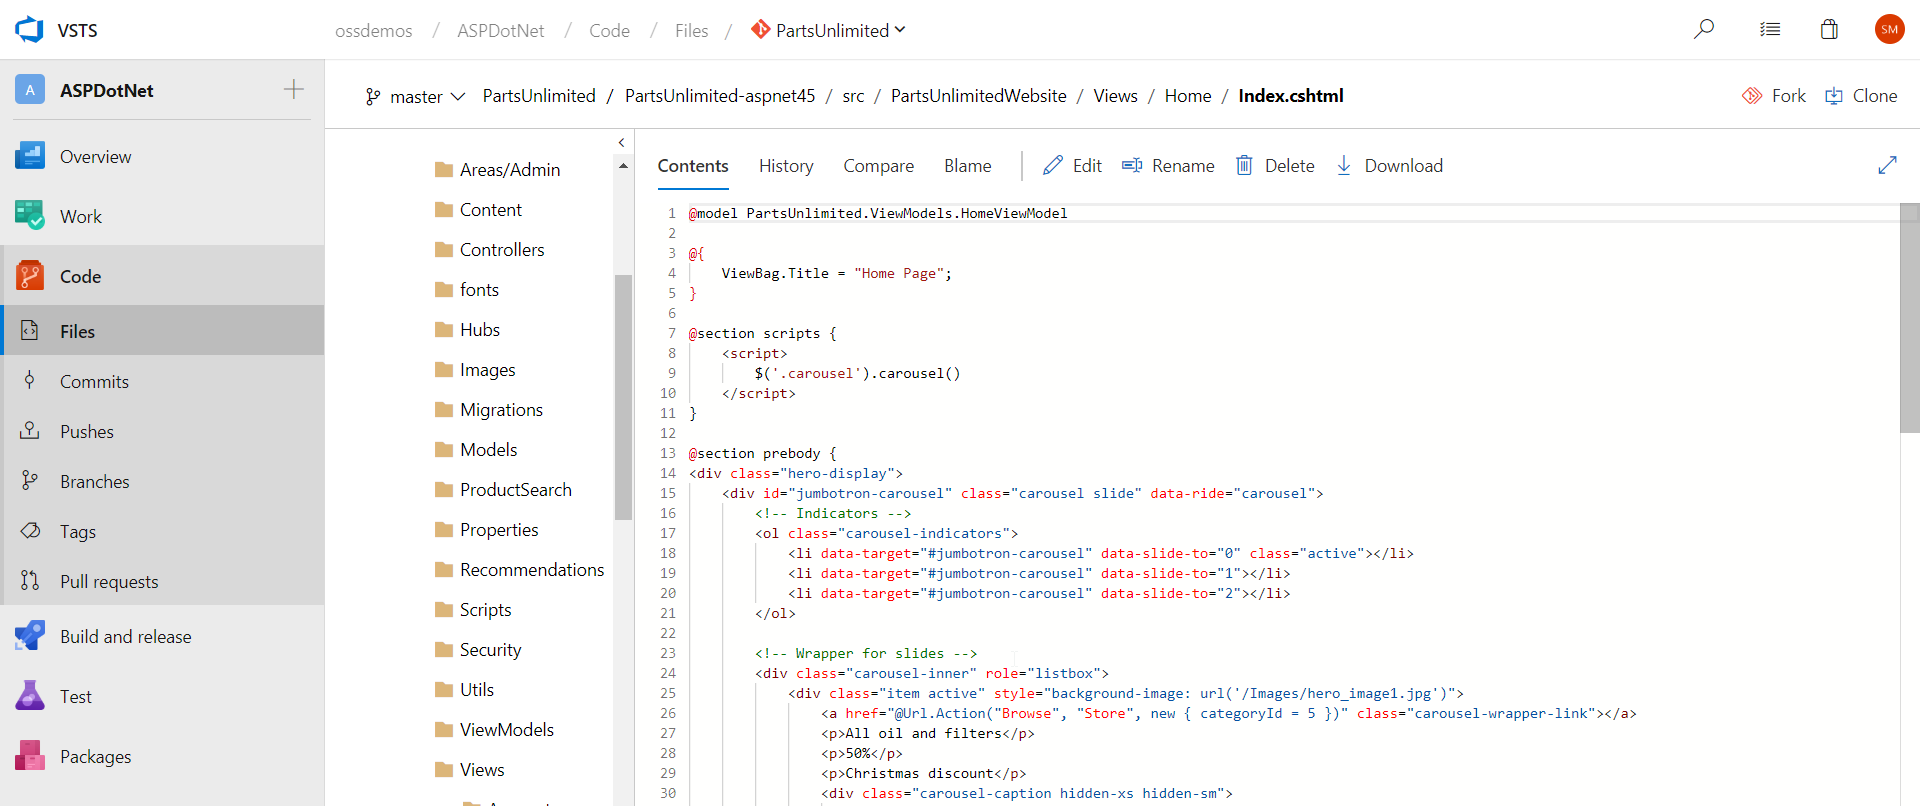 VSTS
ossdemos / ASPDotNet / Code / Files / PartsUnlimited
SM
A ASPDotNet
Overview
Work
Code
Files
Commits
Pushes
Branches
Tags
Pull requests
Build and release
Test
Packages
master PartsUnlimited / PartsUnlimited-aspnet45 / src / PartsUnlimitedWebsite / Views / Home / Index.cshtml
Fork Clone
Areas/Admin
Content
Controllers
fonts
Hubs
Images
Migrations
Models
ProductSearch
Properties
Recommendations
Scripts
Security
Utils
ViewModels
Views
Contents History Compare Blame Edit Rename Delete Download
1 @model PartsUnlimited.ViewModels.HomeViewModel
2
3 @{
4 ViewBag.Title = "Home Page";
5 }
6
7 @section scripts {
8 <script>
9 $('.carousel').carousel()
10 </script>
11 }
12
13 @section prebody {
14 <div class="hero-display">
15 <div id="jumbotron-carousel" class="carousel slide" data-ride="carousel">
16 <!-- Indicators -->
17 <ol class="carousel-indicators">
18 <li data-target="#jumbotron-carousel" data-slide-to="0" class="active"></li>
19 <li data-target="#jumbotron-carousel" data-slide-to="1"></li>
20 <li data-target="#jumbotron-carousel" data-slide-to="2"></li>
21 </ol>
22
23 <!-- Wrapper for slides -->
24 <div class="carousel-inner" role="listbox">
25 <div class="item active" style="background-image: url('/Images/hero_image1.jpg')">
26 <a href="@Url.Action("Browse", "Store", new { categoryId = 5 })" class="carousel-wrapper-link"></a>
27 <p>All oil and filters</p>
28 <p>50%</p>
29 <p>Christmas discount</p>
30 <div class="carousel-caption hidden-xs hidden-sm">